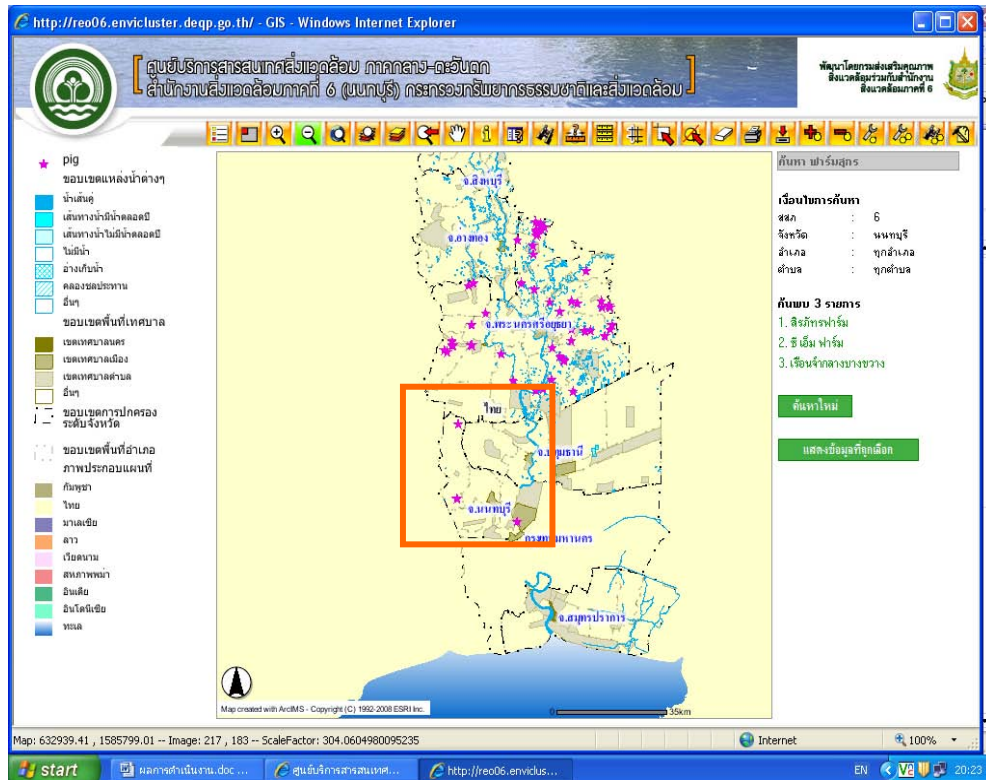 http://reo06.envicluster.deqp.go.th/ - GIS - Windows Internet Explorer
ศูนย์บริการสารสนเทศสิ่งแวดล้อม ภาคกลาง-ตะวันตก
สำนักงานสิ่งแวดล้อมภาคที่ 6 (นนทบุรี) กระทรวงทรัพยากรธรรมชาติและสิ่งแวดล้อม
พัฒนาโดยกรมส่งเสริมคุณภาพ
สิ่งแวดล้อมร่วมกับสำนักงาน
สิ่งแวดล้อมภาคที่ 6
pig
ขอบเขตแหล่งน้ำต่างๆ
น้ำเส้นคู่
เส้นทางน้ำมีน้ำตลอดปี
เส้นทางน้ำไม่มีน้ำตลอดปี
ไม่มีน้ำ
อ่างเก็บน้ำ
คลองชลประทาน
อื่นๆ
ขอบเขตพื้นที่เทศบาล
เขตเทศบาลนคร
เขตเทศบาลเมือง
เขตเทศบาลตำบล
อื่นๆ
ขอบเขตการปกครอง
ระดับจังหวัด
ขอบเขตพื้นที่อำเภอ
ภาพประกอบแผนที่
กัมพูชา
ไทย
มาเลเซีย
ลาว
เวียดนาม
สหภาพพม่า
อินเดีย
อินโดนีเซีย
ทะเล
จ.สิงหบุรี
จ.อ่างทอง
จ.พระนครศรีอยุธยา
ไทย
จ.ปทุมธานี
จ.นนทบุรี
กรุงเทพมหานคร
จ.สมุทรปราการ
Map created with ArcIMS - Copyright (C) 1992-2008 ESRI Inc.
0 35km
ค้นหา ฟาร์มสุกร
เงื่อนไขการค้นหา
สสภ : 6
จังหวัด : นนทบุรี
อำเภอ : ทุกอำเภอ
ตำบล : ทุกตำบล
ค้นพบ 3 รายการ
1. สิรภัทรฟาร์ม
2. ซี เอ็ม ฟาร์ม
3. เรือนจำกลางบางขวาง
ค้นหาใหม่
แสดงข้อมูลที่ถูกเลือก
Map: 632939.41 , 1585799.01 -- Image: 217 , 183 -- ScaleFactor: 304.0604980095235
Internet
100%
start
ผลการดำเนินงาน.doc ...
ศูนย์บริการสารสนเทศ...
http://reo06.enviclus...
EN
20:23